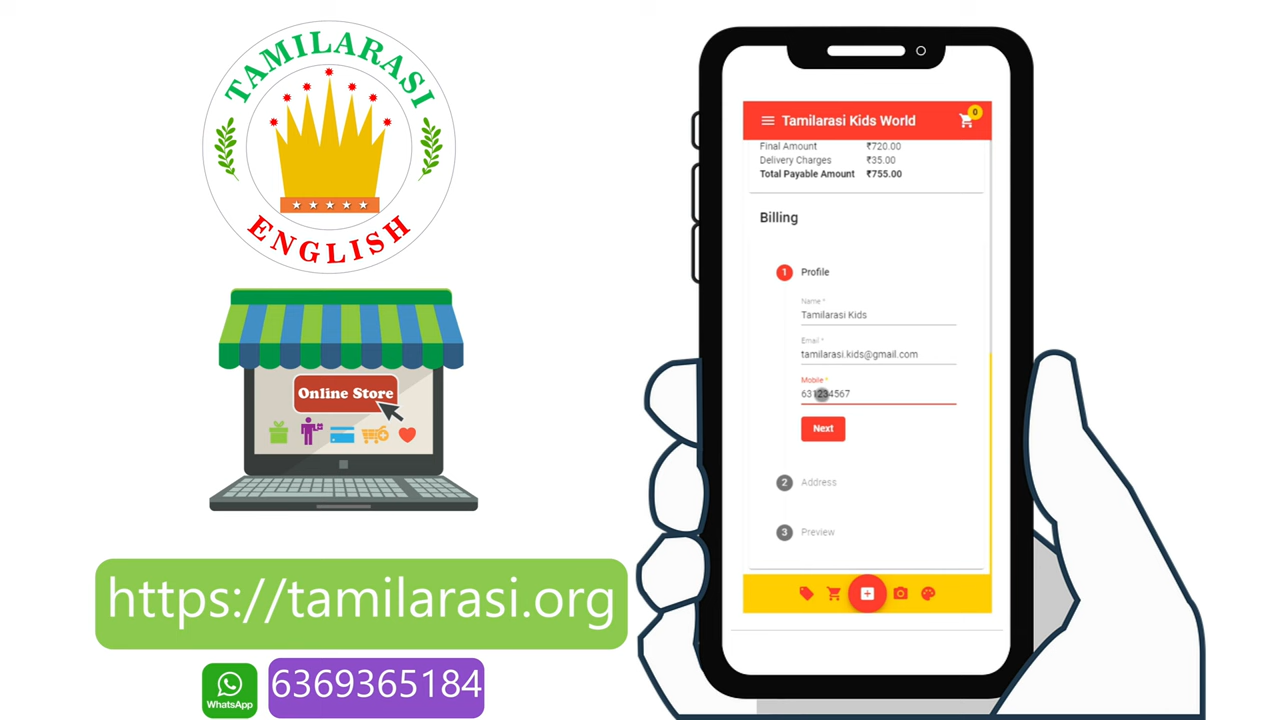 TAMILARASI
ENGLISH
Online Store
https://tamilarasi.org
WhatsApp
6369365184
Tamilarasi Kids World
0
Final Amount ₹720.00
Delivery Charges ₹35.00
Total Payable Amount ₹755.00
Billing
1 Profile
Name *
Tamilarasi Kids
Email *
tamilarasi.kids@gmail.com
Mobile *
631234567
Next
2 Address
3 Preview